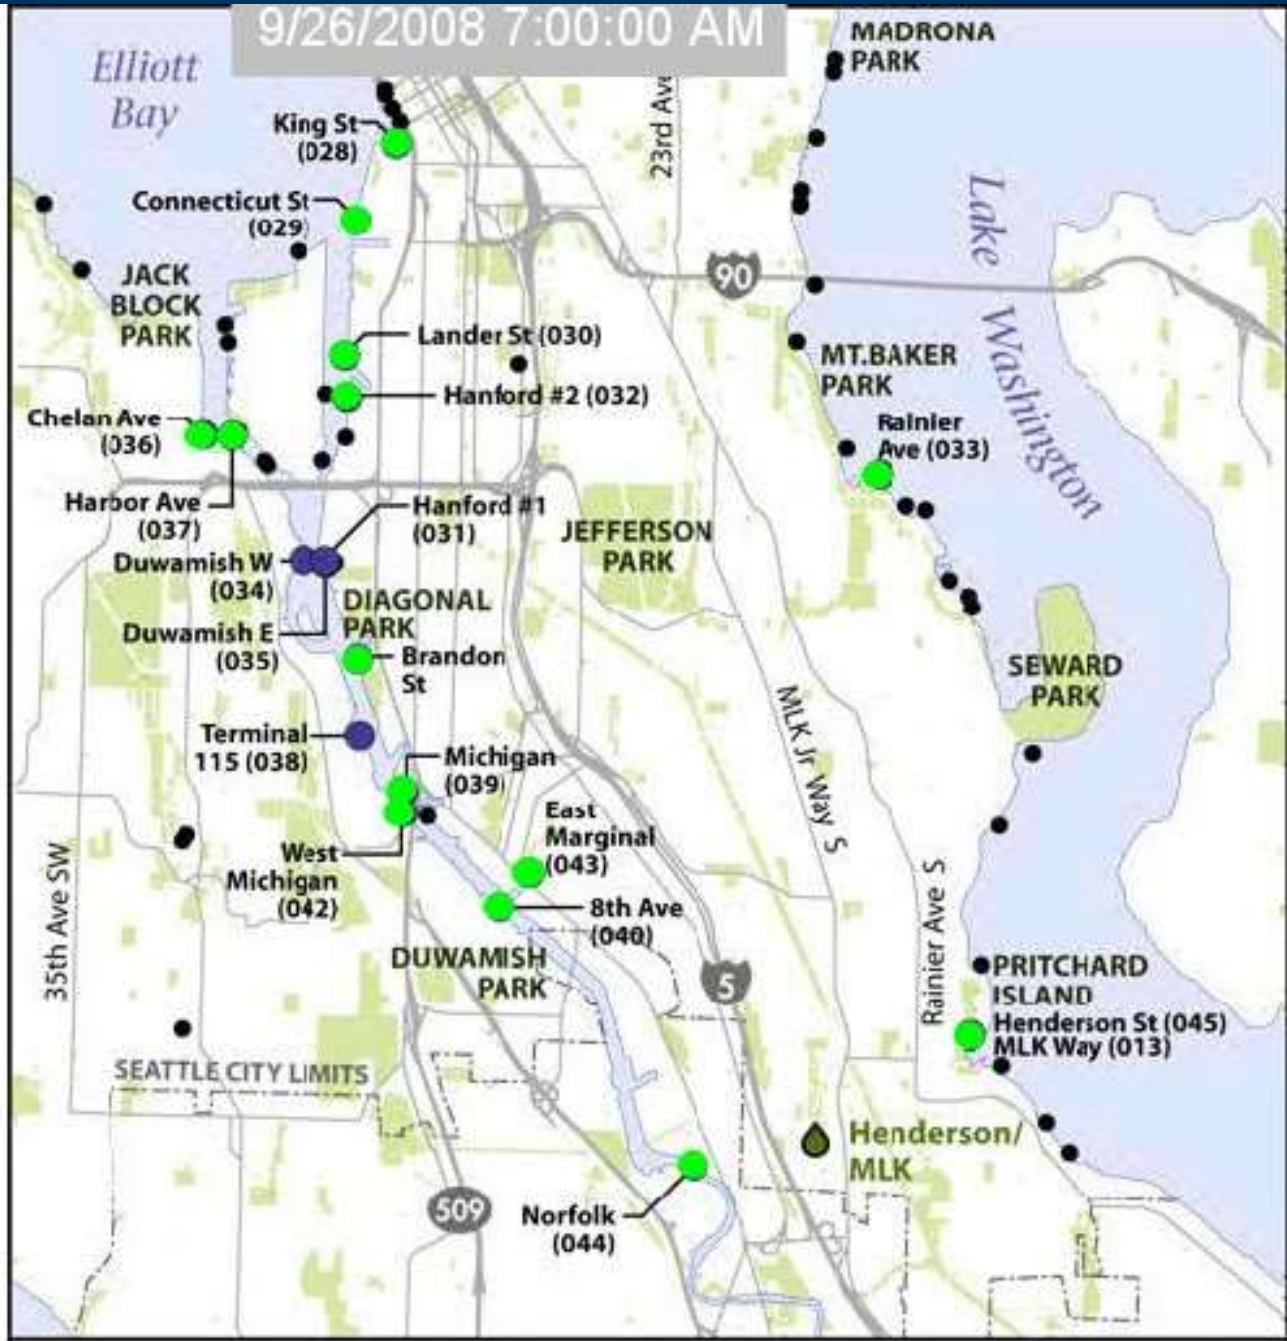 9/26/2008 7:00:00 AM
Elliott
Bay
MADRONA
PARK
King St
(028)
23rd Ave
Connecticut St
(029)
Lake Washington
JACK
BLOCK
PARK
90
Lander St (030)
MT.BAKER
PARK
Hanford #2 (032)
Chelan Ave
(036)
Rainier
Ave (033)
Harbor Ave
(037)
Hanford #1
(031)
JEFFERSON
PARK
Duwamish W
(034)
DIAGONAL
PARK
Duwamish E
(035)
Brandon
St
SEWARD
PARK
MLK Jr Way S
Terminal
115 (038)
Michigan
(039)
East
Marginal
(043)
West
Michigan
(042)
35th Ave SW
Rainier Ave S
8th Ave
(040)
DUWAMISH
PARK
5
PRITCHARD
ISLAND
Henderson St (045)
MLK Way (013)
SEATTLE CITY LIMITS
Henderson/
MLK
509
Norfolk
(044)